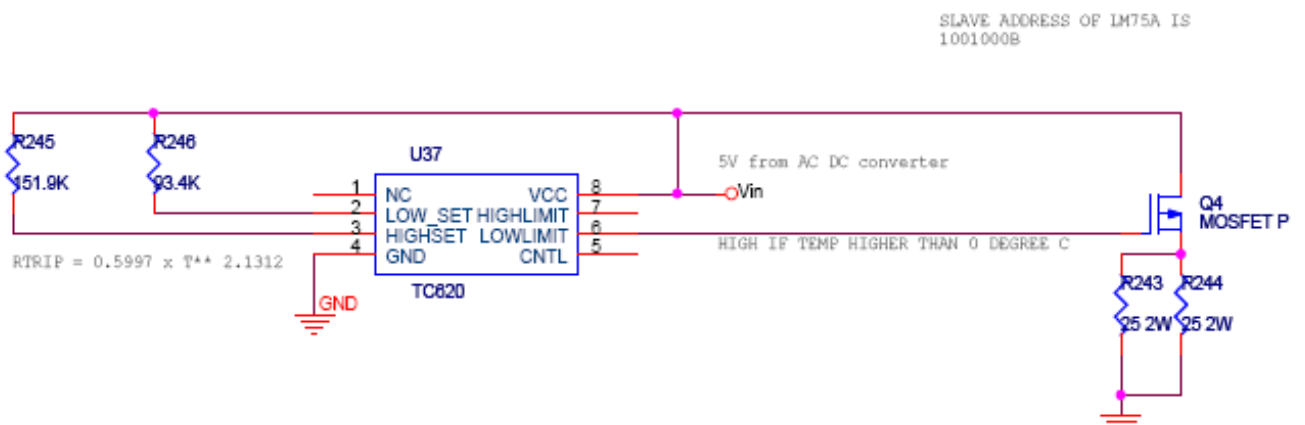 SLAVE ADDRESS OF LM75A IS
1001000B
R245
151.9K
R246
93.4K
U37
1 NC VCC 8
2 LOW_SET HIGHLIMIT 7
3 HIGHSET LOWLIMIT 6
4 GND CNTL 5
TC620
5V from AC DC converter
Vin
HIGH IF TEMP HIGHER THAN 0 DEGREE C
RTRIP = 0.5997 x T** 2.1312
GND
Q4
MOSFET P
R243
25 2W
R244
25 2W